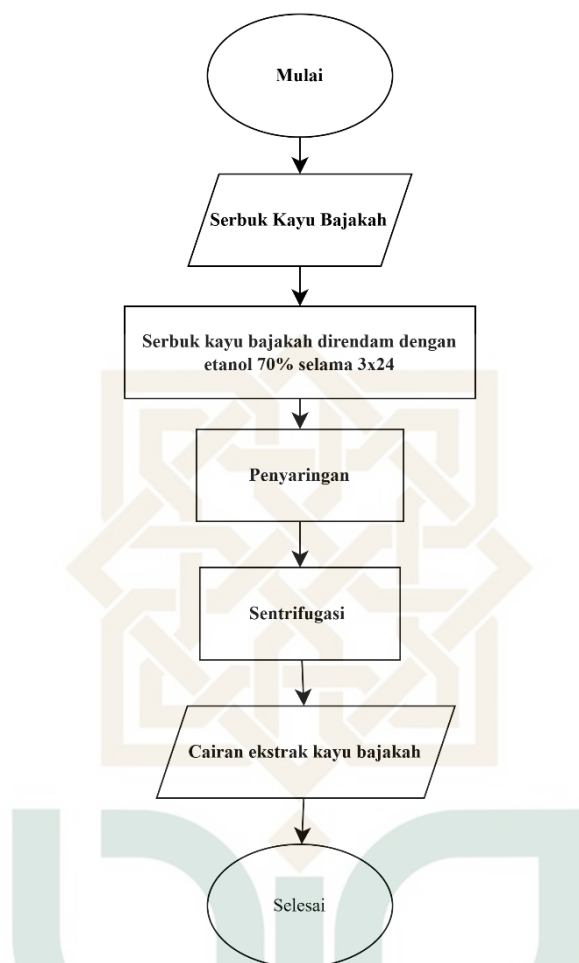 Mulai
Serbuk Kayu Bajakah
Serbuk kayu bajakah direndam dengan
etanol 70% selama 3x24
Penyaringan
Sentrifugasi
Cairan ekstrak kayu bajakah
Selesai